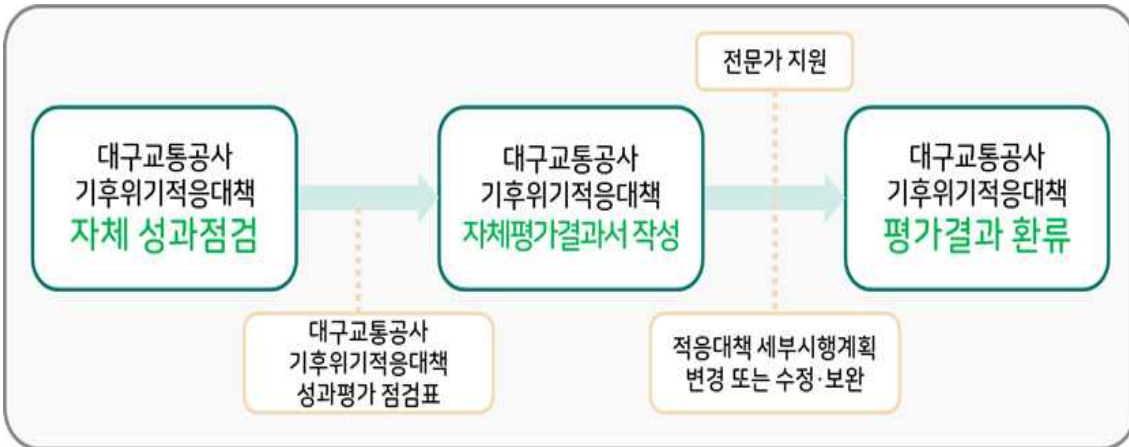 전문가 지원
대구교통공사
기후위기적응대책
자체 성과점검
대구교통공사
기후위기적응대책
자체평가결과서 작성
대구교통공사
기후위기적응대책
평가결과 환류
대구교통공사
기후위기적응대책
성과평가 점검표
적응대책 세부시행계획
변경 또는 수정·보완